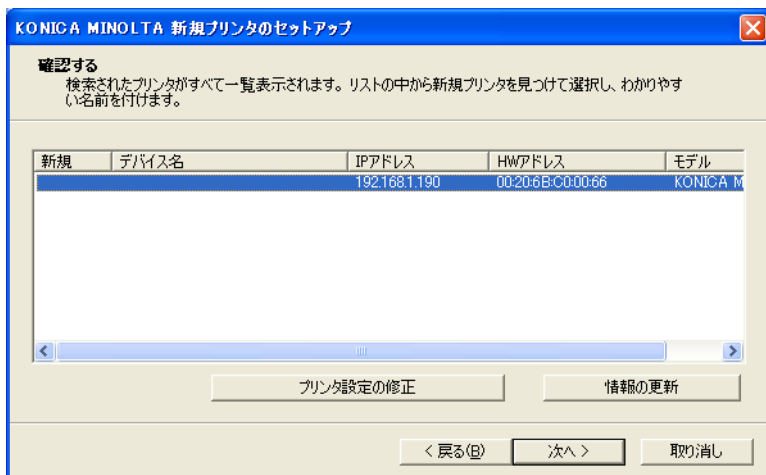 KONICA MINOLTA 新規プリンタのセットアップ
確認する
検索されたプリンタがすべて一覧表示されます。リストの中から新規プリンタを見つけて選択し、わかりやす
い名前を付けます。
新規 デバイス名 IPアドレス HWアドレス モデル
192.168.1.190 00:20:6B:C0:00:66 KONICA M
プリンタ設定の修正 情報の更新
< 戻る(B) 次へ > 取り消し